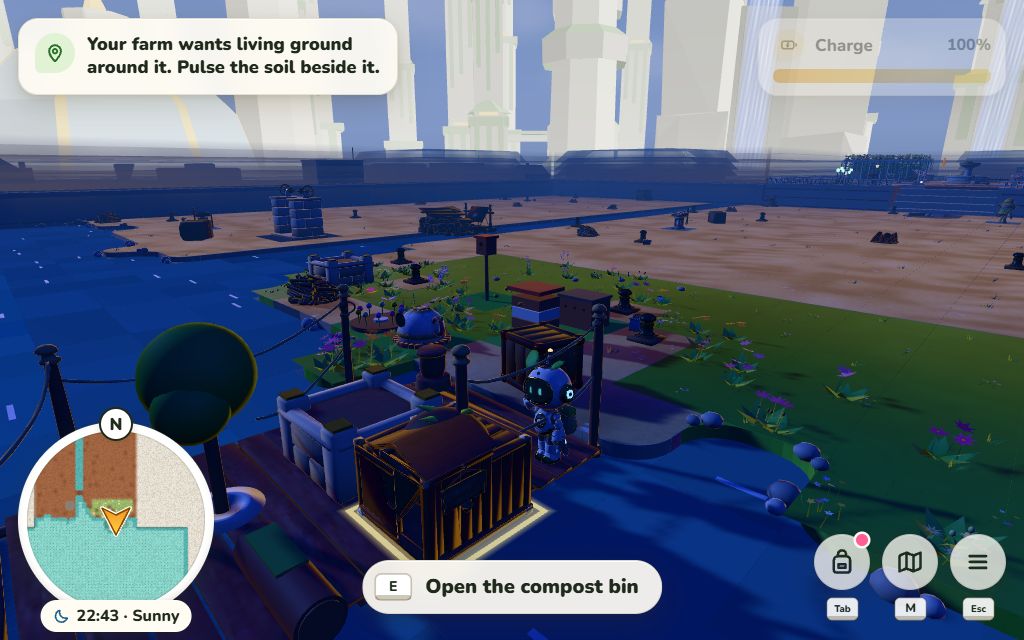 Your farm wants living ground
around it. Pulse the soil beside it.
Charge 100%
N
22:43 · Sunny
E Open the compost bin
Tab M Esc